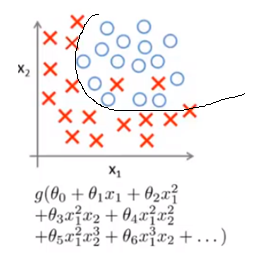 x₂
x₁
g(θ₀ + θ₁x₁ + θ₂x₁²
+θ₃x₁²x₂ + θ₄x₁²x₂²
+θ₅x₁²x₂³ + θ₆x₁³x₂ + …)